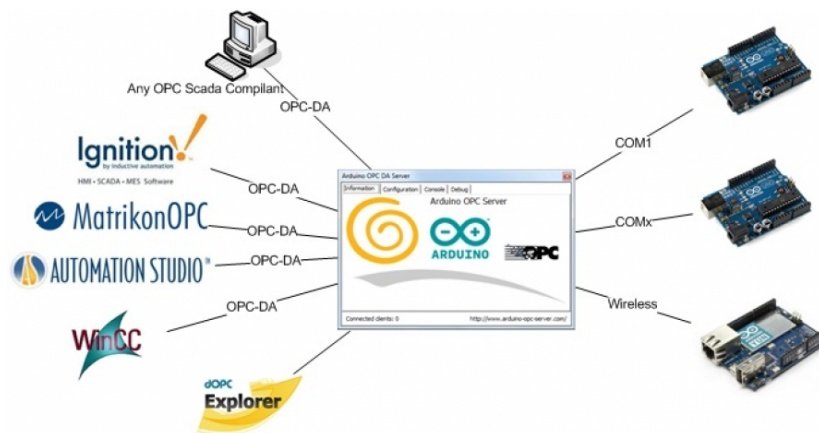 Any OPC Scada Compilant
OPC-DA
Ignition!
by inductive automation
HMI • SCADA • MES Software
OPC-DA
MatrikonOPC
OPC-DA
AUTOMATION STUDIO™
OPC-DA
WinCC
OPC-DA
dOPC
Explorer
Arduino OPC DA Server
Information Configuration Console Debug
Arduino OPC Server
ARDUINO
OPC
Connected clients: 0 http://www.arduino-opc-server.com/
COM1
COMx
Wireless